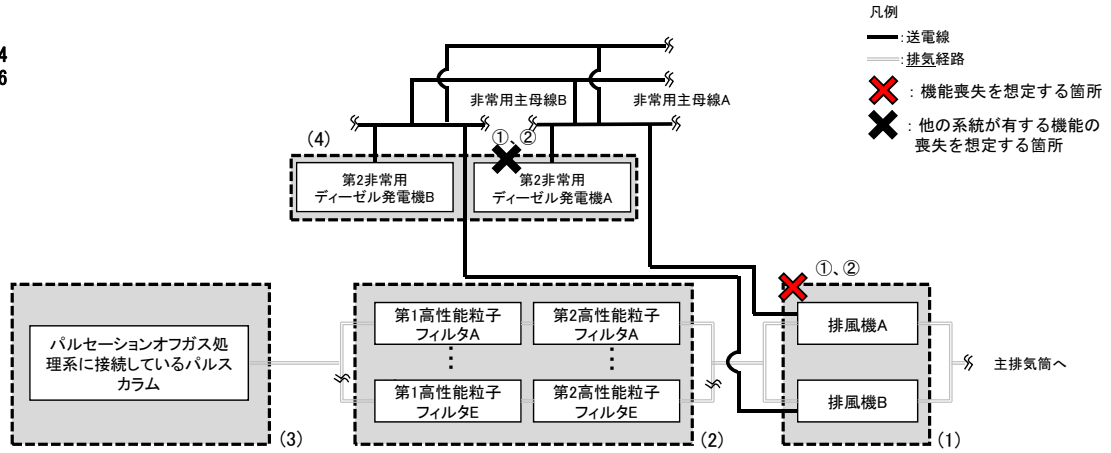 4
6
凡例
:送電線
:排気経路
: 機能喪失を想定する箇所
: 他の系統が有する機能の
喪失を想定する箇所
非常用主母線B
非常用主母線A
(4)
①、②
第2非常用
ディーゼル発電機B
第2非常用
ディーゼル発電機A
①、②
パルセーションオフガス処
理系に接続しているパルス
カラム
(3)
第1高性能粒子
フィルタA
第2高性能粒子
フィルタA
第1高性能粒子
フィルタE
第2高性能粒子
フィルタE
(2)
排風機A
排風機B
(1)
主排気筒へ